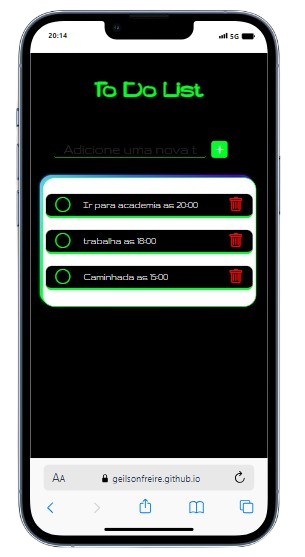 20:14
5G
To Do List
Adicione uma nova t
+
Ir para academia as 20:00
trabalha as 18:00
Caminhada as 15:00
AA
geilsonfreire.github.io